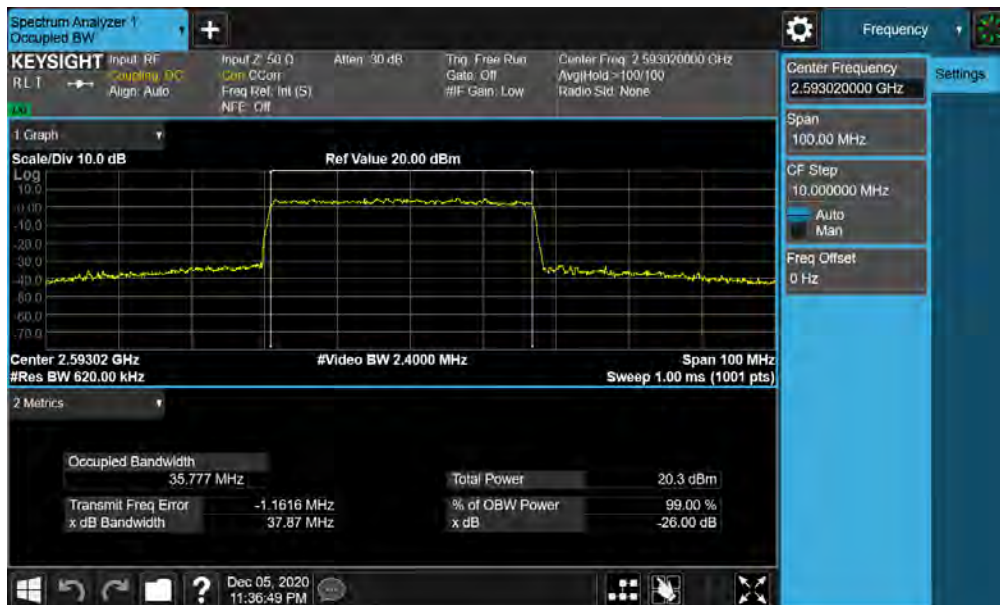 Spectrum Analyzer 1
Occupied BW
Frequency
KEYSIGHT
RLT
Input: RF
Coupling: DC
Align: Auto
Input Z: 50 Ω
Corr CCorr
Freq Ref: Int (S)
NFE: Off
Atten: 30 dB
Trig: Free Run
Gate: Off
#IF Gain: Low
Center Freq: 2.593020000 GHz
Avg|Hold:>100/100
Radio Std: None
Center Frequency
2.593020000 GHz
Settings
Span
100.00 MHz
CF Step
10.000000 MHz
Auto
Man
Freq Offset
0 Hz
1 Graph
Scale/Div 10.0 dB
Ref Value 20.00 dBm
Log
10.0
0.00
-10.0
-20.0
-30.0
-40.0
-50.0
-60.0
-70.0
Center 2.59302 GHz
#Video BW 2.4000 MHz
Span 100 MHz
#Res BW 620.00 kHz
Sweep 1.00 ms (1001 pts)
2 Metrics
Occupied Bandwidth
35.777 MHz
Total Power 20.3 dBm
Transmit Freq Error -1.1616 MHz
% of OBW Power 99.00 %
x dB Bandwidth 37.87 MHz
x dB -26.00 dB
?
Dec 05, 2020
11:36:49 PM